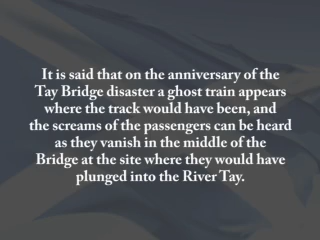 It is said that on the anniversary of the
Tay Bridge disaster a ghost train appears
where the track would have been, and
the screams of the passengers can be heard
as they vanish in the middle of the
Bridge at the site where they would have
plunged into the River Tay.